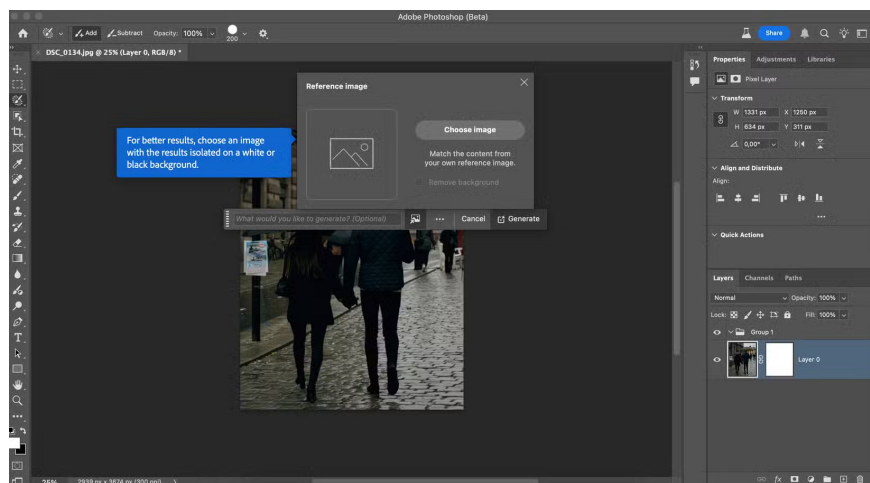 Adobe Photoshop (Beta)
Add
Subtract
Opacity: 100%
200
Share
× DSC_0134.jpg @ 25% (Layer 0, RGB/8) *
Reference image
For better results, choose an image
with the results isolated on a white or
black background.
Choose image
Match the content from
your own reference image.
Remove background
What would you like to generate? (Optional)
Cancel
Generate
Properties
Adjustments
Libraries
Pixel Layer
Transform
W 1331 px X 1250 px
H 634 px Y 311 px
0,00°
Align and Distribute
Align:
Quick Actions
Layers
Channels
Paths
Normal
Opacity: 100%
Lock:
Fill: 100%
Group 1
Layer 0
fx
25%